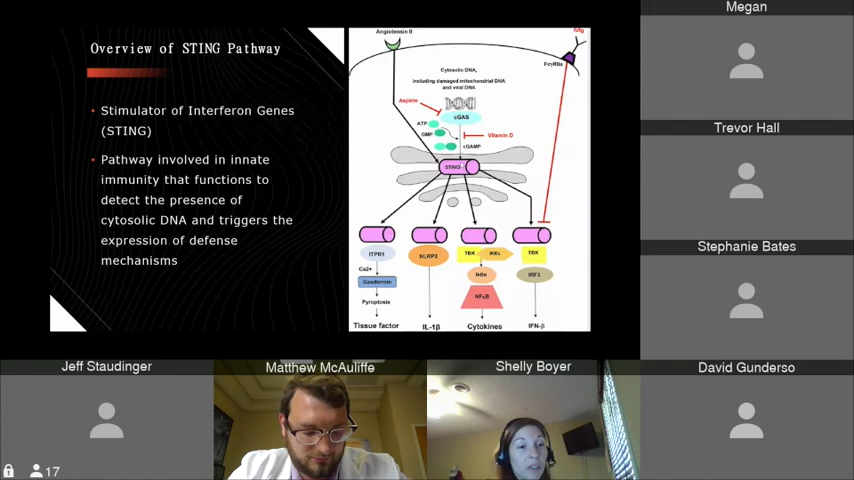 Overview of STING Pathway
• Stimulator of Interferon Genes
(STING)
• Pathway involved in innate
immunity that functions to
detect the presence of
cytosolic DNA and triggers the
expression of defense
mechanisms
Angiotensin II
IVIg
FcγRIIa
Cytosolic DNA,
including damaged mitochondrial DNA
and viral DNA
Aspirin
cGAS
ATP
GMP
Vitamin D
cGAMP
STING
ITPR1
NLRP3
TBK
IKKε
TBK
Ca2+
IRF3
Gasdermin
NFκB
Pyroptosis
Tissue factor
IL-1β
Cytokines
IFN-β
Megan
Trevor Hall
Stephanie Bates
David Gunderso
Jeff Staudinger
Matthew McAuliffe
Shelly Boyer
17